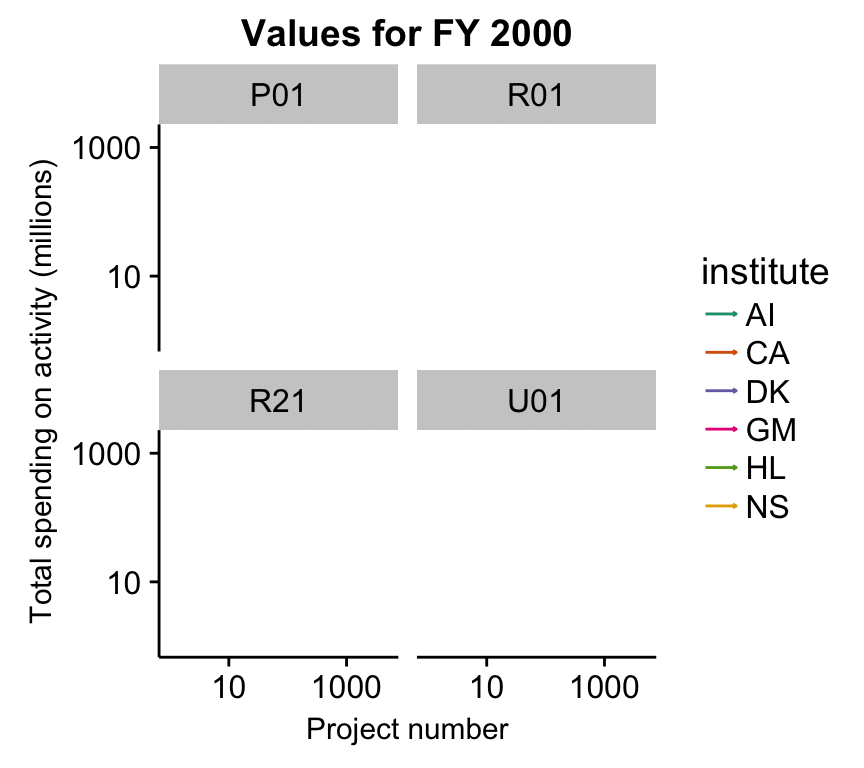 Values for FY 2000
P01
R01
1000
10
R21
U01
1000
10
10
1000
10
1000
Project number
Total spending on activity (millions)
institute
AI
CA
DK
GM
HL
NS